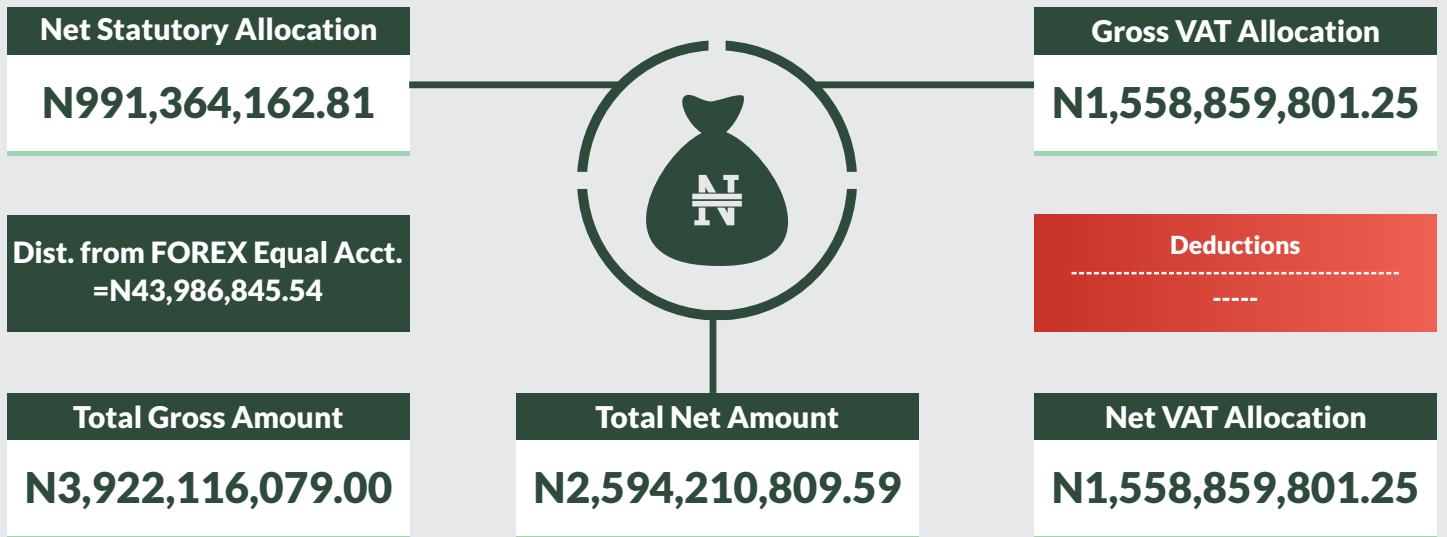 Net Statutory Allocation
N991,364,162.81
Gross VAT Allocation
N1,558,859,801.25
₦
Dist. from FOREX Equal Acct.
=N43,986,845.54
Deductions
--------------------------------------------
-----
Total Gross Amount
N3,922,116,079.00
Total Net Amount
N2,594,210,809.59
Net VAT Allocation
N1,558,859,801.25